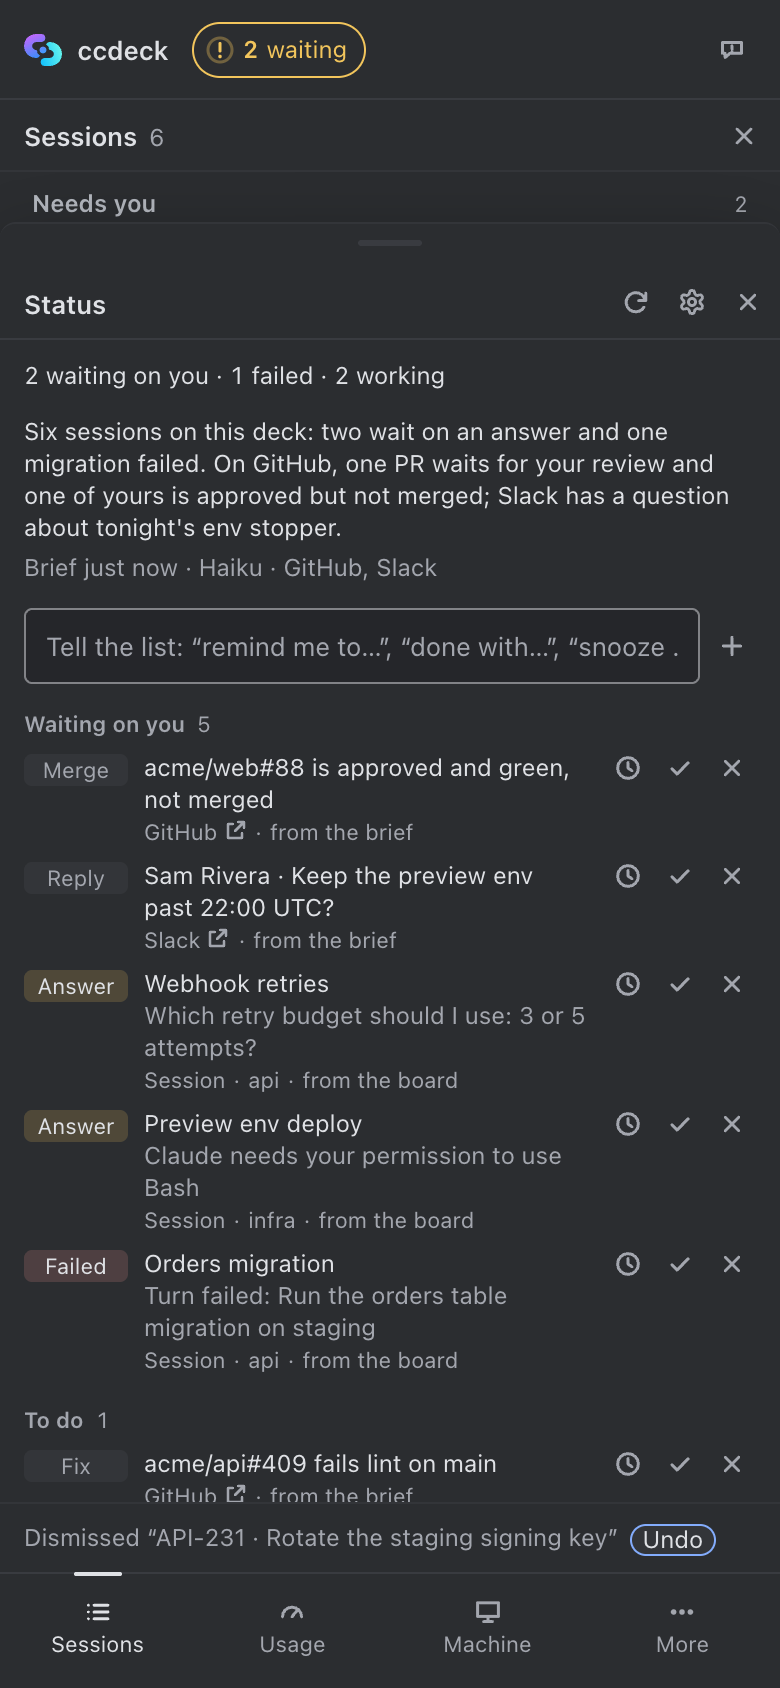 ccdeck
2 waiting
Sessions 6
Needs you 2
Status
2 waiting on you · 1 failed · 2 working
Six sessions on this deck: two wait on an answer and one
migration failed. On GitHub, one PR waits for your review and
one of yours is approved but not merged; Slack has a question
about tonight's env stopper.
Brief just now · Haiku · GitHub, Slack
Tell the list: “remind me to…”, “done with…”, “snooze .
Waiting on you 5
Merge
acme/web#88 is approved and green,
not merged
GitHub · from the brief
Reply
Sam Rivera · Keep the preview env
past 22:00 UTC?
Slack · from the brief
Answer
Webhook retries
Which retry budget should I use: 3 or 5
attempts?
Session · api · from the board
Answer
Preview env deploy
Claude needs your permission to use
Bash
Session · infra · from the board
Failed
Orders migration
Turn failed: Run the orders table
migration on staging
Session · api · from the board
To do 1
Fix
acme/api#409 fails lint on main
GitHub · from the brief
Dismissed “API-231 · Rotate the staging signing key” Undo
Sessions
Usage
Machine
More